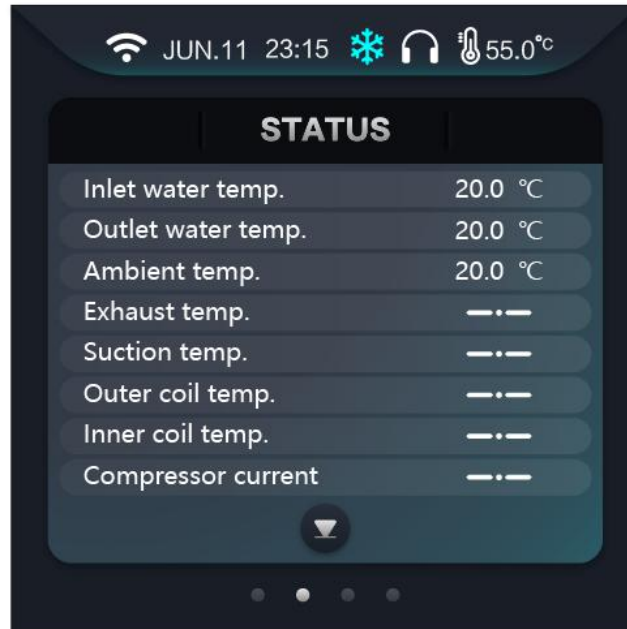 JUN.11 23:15 55.0°C
STATUS
Inlet water temp. 20.0 ℃
Outlet water temp. 20.0 ℃
Ambient temp. 20.0 ℃
Exhaust temp. —.—
Suction temp. —.—
Outer coil temp. —.—
Inner coil temp. —.—
Compressor current —.—